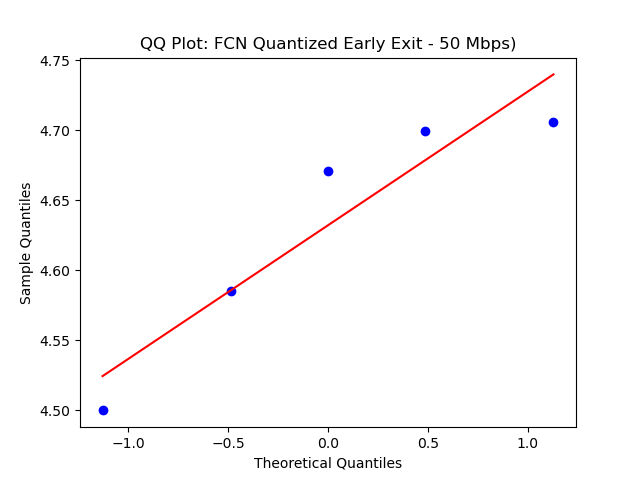 QQ Plot: FCN Quantized Early Exit - 50 Mbps)
4.75
4.70
4.65
4.60
4.55
4.50
Sample Quantiles
−1.0 −0.5 0.0 0.5 1.0
Theoretical Quantiles